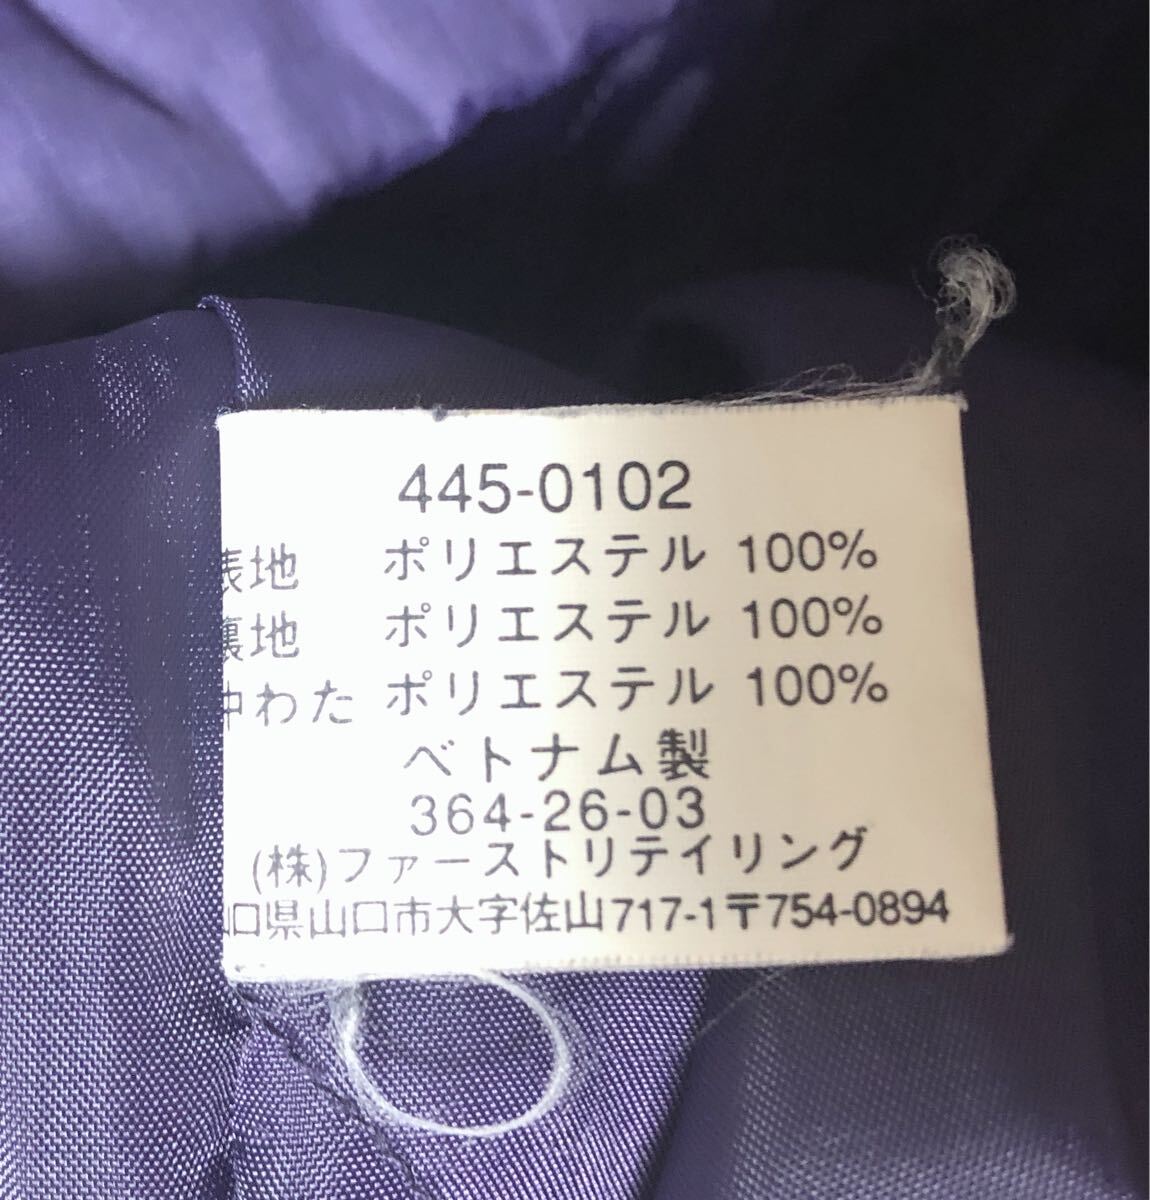 445-0102
表地 ポリエステル 100%
裏地 ポリエステル 100%
中わた ポリエステル 100%
ベトナム製
364-26-03
(株)ファーストリテイリング
山口県山口市大字佐山717-1〒754-0894